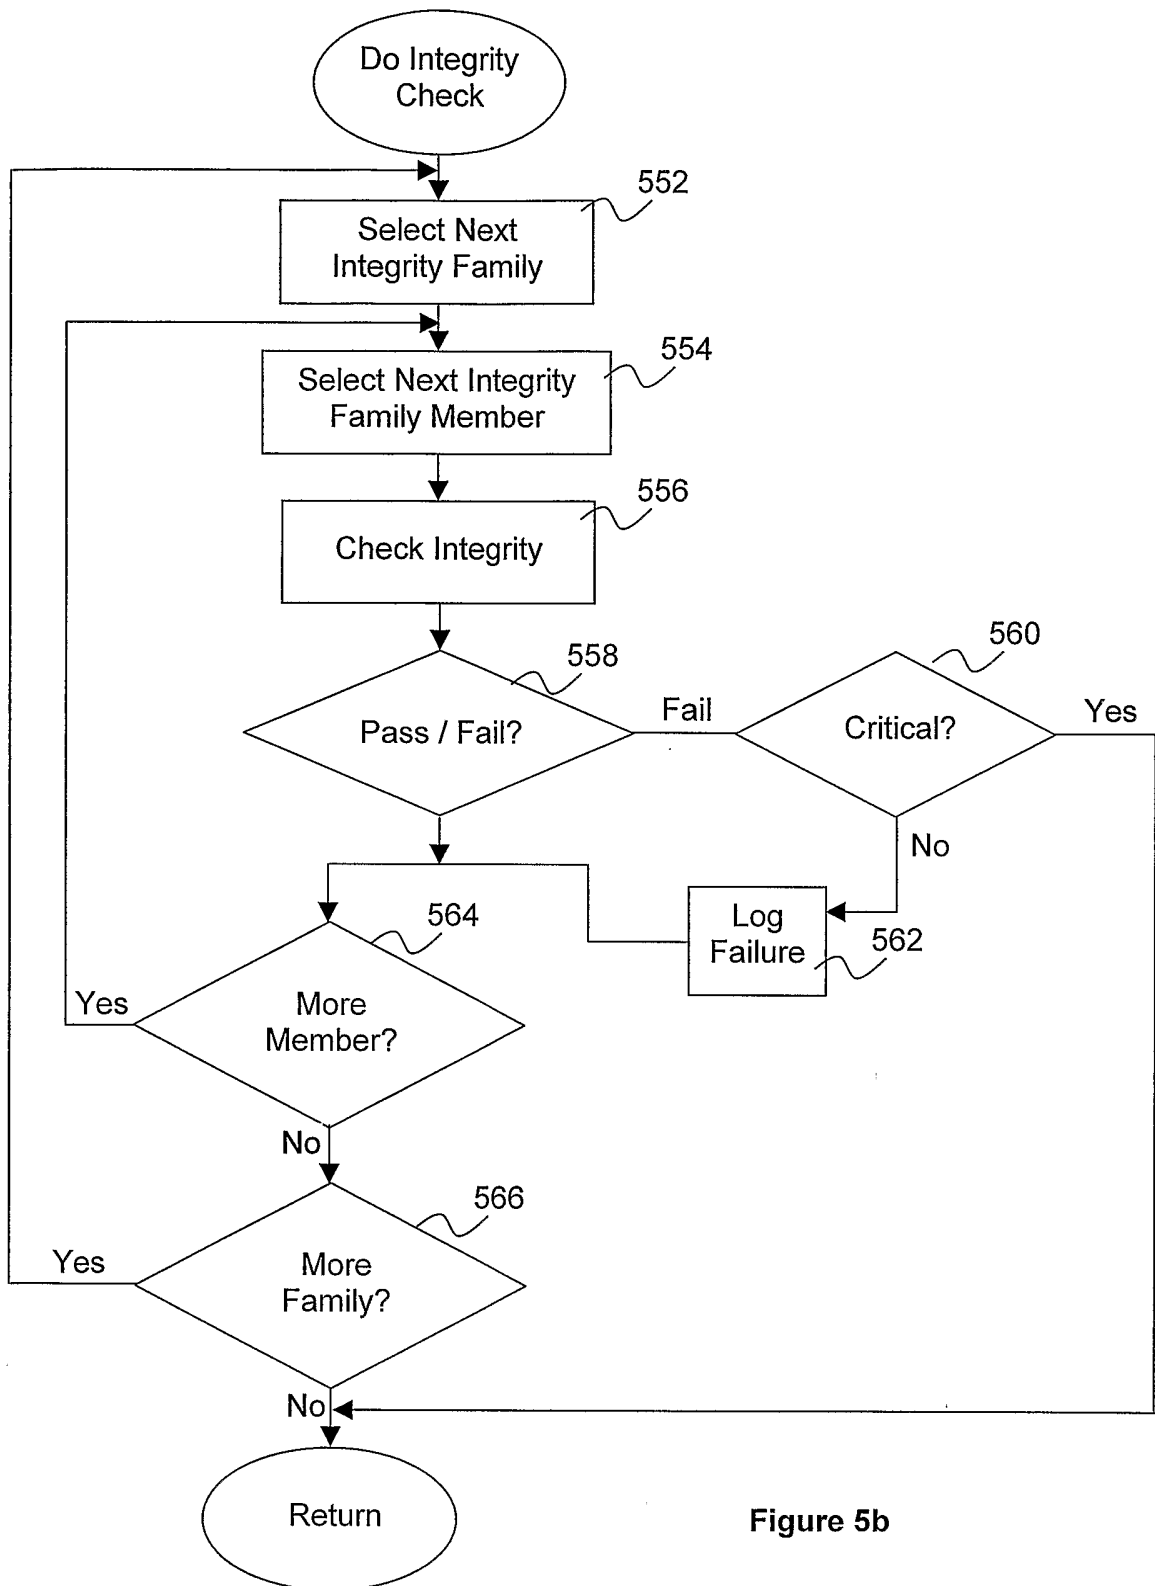 Do Integrity
Check
552
Select Next
Integrity Family
554
Select Next Integrity
Family Member
556
Check Integrity
558
560
Pass / Fail?
Fail
Critical?
Yes
No
Log
Failure
562
564
Yes
More
Member?
No
566
Yes
More
Family?
No
Return
Figure 5b